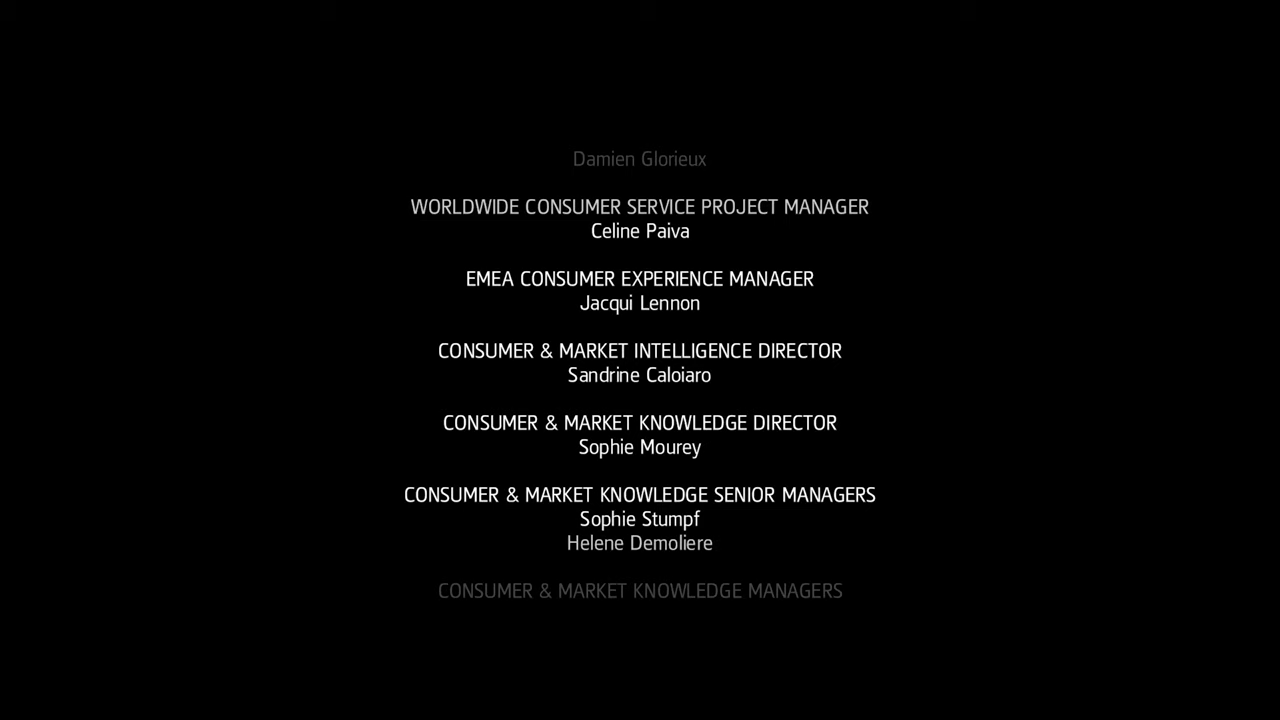 Damien Glorieux
WORLDWIDE CONSUMER SERVICE PROJECT MANAGER
Celine Paiva
EMEA CONSUMER EXPERIENCE MANAGER
Jacqui Lennon
CONSUMER & MARKET INTELLIGENCE DIRECTOR
Sandrine Caloiaro
CONSUMER & MARKET KNOWLEDGE DIRECTOR
Sophie Mourey
CONSUMER & MARKET KNOWLEDGE SENIOR MANAGERS
Sophie Stumpf
Helene Demoliere
CONSUMER & MARKET KNOWLEDGE MANAGERS